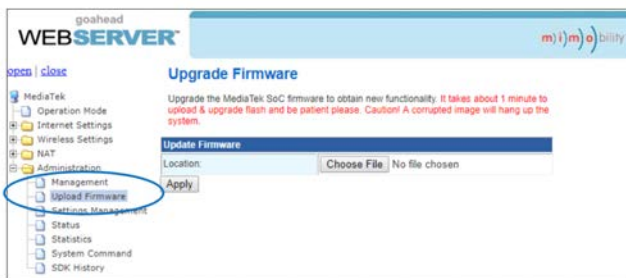 goahead
WEBSERVER™
m)i)m)o)bility
open | close
MediaTek
Operation Mode
Internet Settings
Wireless Settings
NAT
Administration
Management
Upload Firmware
Settings Management
Status
Statistics
System Command
SDK History
Upgrade Firmware
Upgrade the MediaTek SoC firmware to obtain new functionality. It takes about 1 minute to
upload & upgrade flash and be patient please. Caution! A corrupted image will hang up the
system.
Update Firmware
Location: Choose File No file chosen
Apply